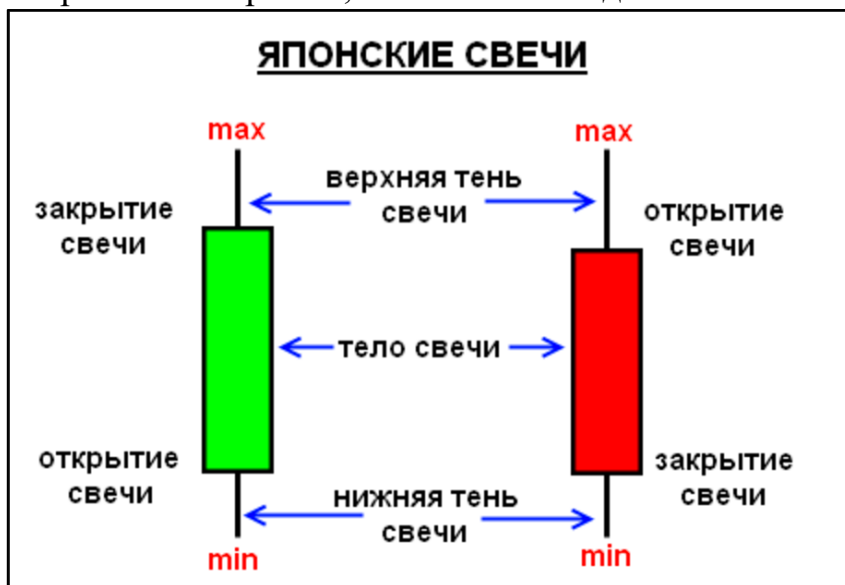 ЯПОНСКИЕ СВЕЧИ
max
max
верхняя тень
свечи
закрытие
свечи
открытие
свечи
тело свечи
открытие
свечи
закрытие
свечи
нижняя тень
свечи
min
min